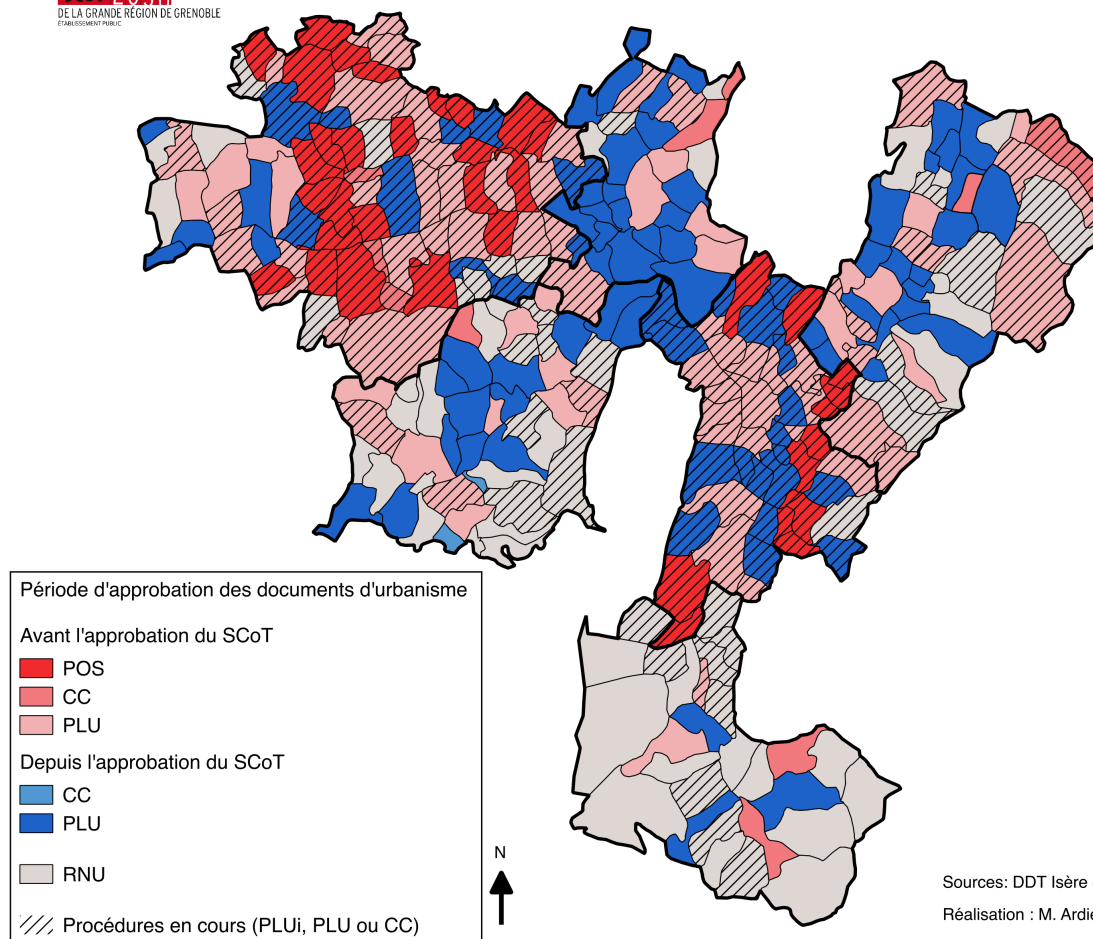 DE LA GRANDE RÉGION DE GRENOBLE
ÉTABLISSEMENT PUBLIC
Période d'approbation des documents d'urbanisme
Avant l'approbation du SCoT
POS
CC
PLU
Depuis l'approbation du SCoT
CC
PLU
RNU
Procédures en cours (PLUi, PLU ou CC)
N
Sources: DDT Isère
Réalisation : M. Ardie